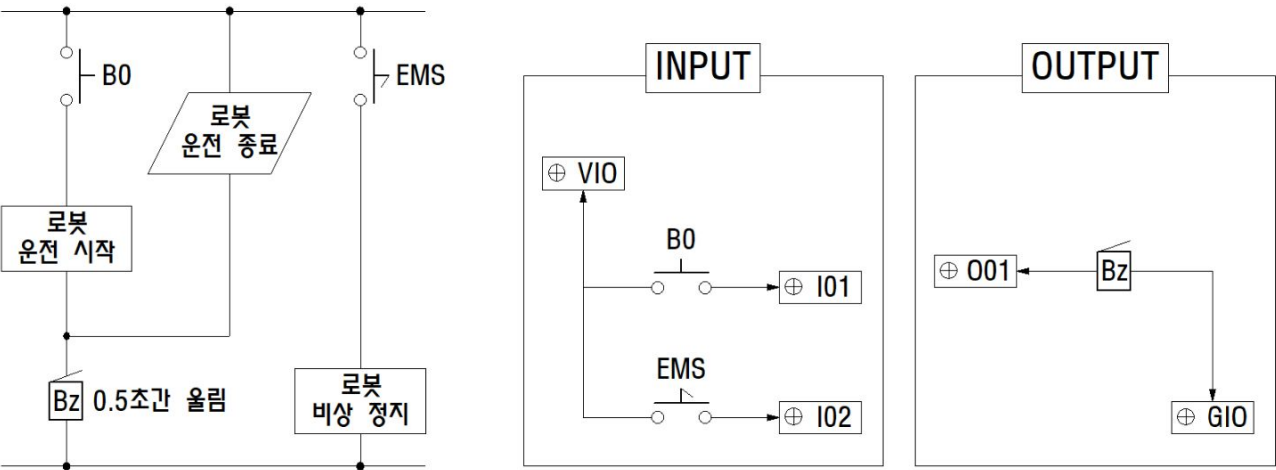 B0
EMS
로봇
운전 종료
로봇
운전 시작
Bz 0.5초간 울림
로봇
비상 정지
INPUT
VIO
B0
I01
EMS
I02
OUTPUT
O01
Bz
GIO